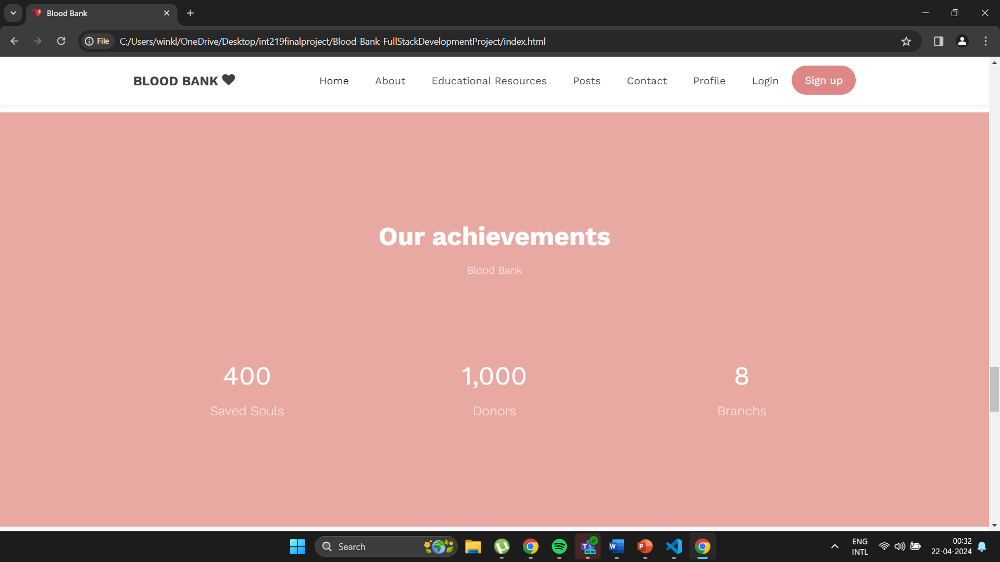 Blood Bank
File
C:/Users/winkl/OneDrive/Desktop/int219finalproject/Blood-Bank-FullStackDevelopmentProject/index.html
BLOOD BANK
Home About Educational Resources Posts Contact Profile Login Sign up
Our achievements
Blood Bank
400 1,000 8
Saved Souls Donors Branchs
Search
T
NEW
W
P
ENG
INTL
00:32
22-04-2024